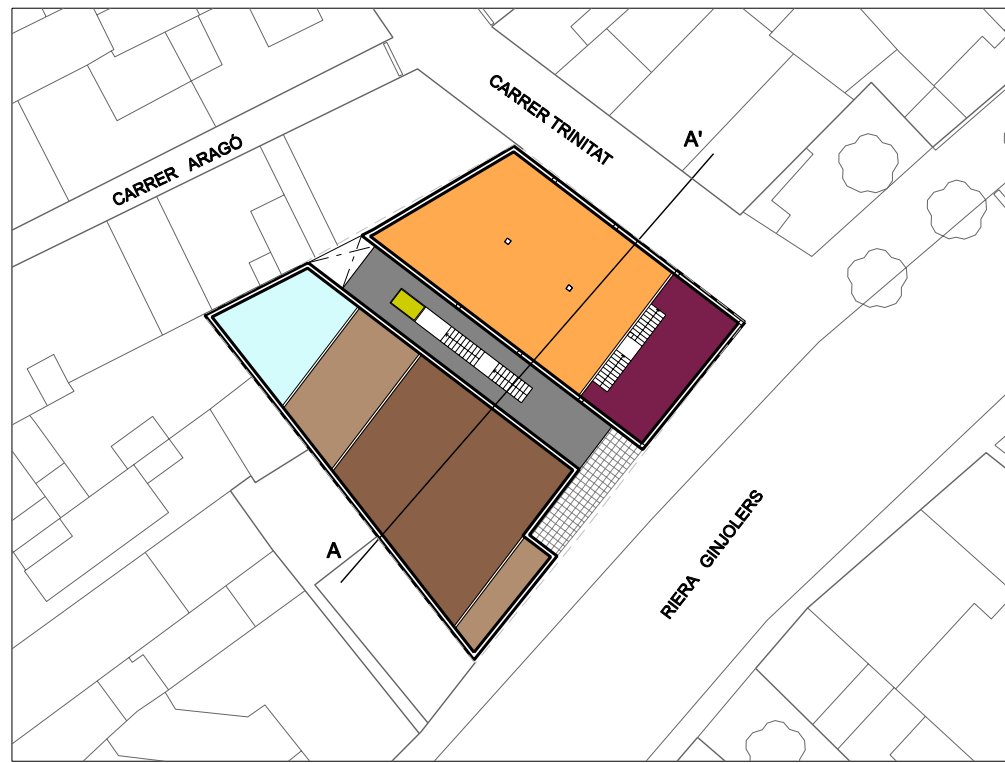 CARRER TRINITAT
A'
CARRER ARAGÓ
A
RIERA GINJOLERS